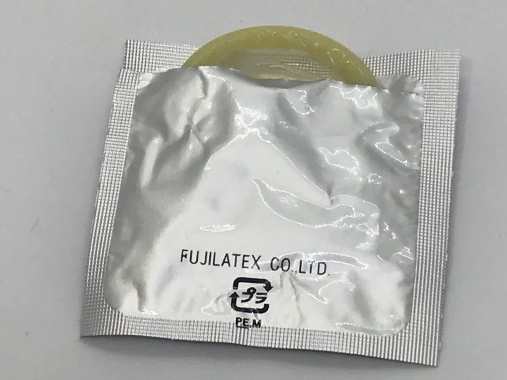 FUJILATEX CO.,LTD.
プラ
PE.M